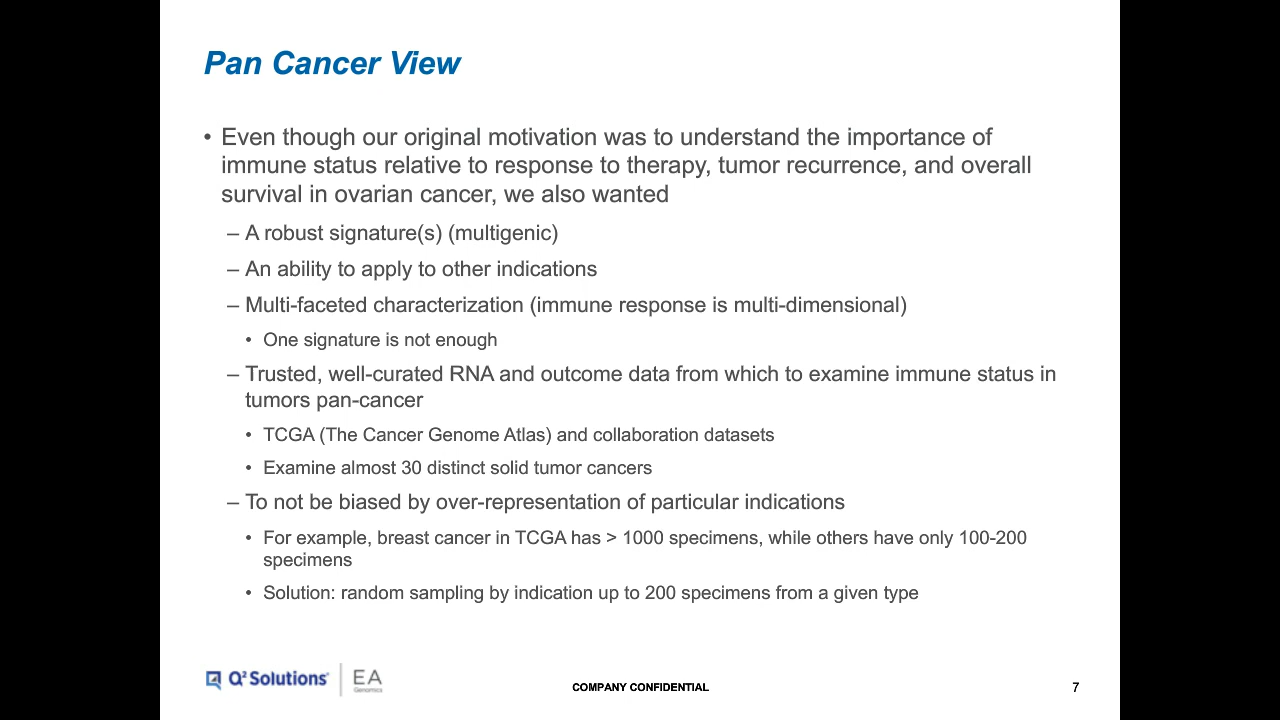 Pan Cancer View
• Even though our original motivation was to understand the importance of
immune status relative to response to therapy, tumor recurrence, and overall
survival in ovarian cancer, we also wanted
– A robust signature(s) (multigenic)
– An ability to apply to other indications
– Multi-faceted characterization (immune response is multi-dimensional)
• One signature is not enough
– Trusted, well-curated RNA and outcome data from which to examine immune status in
tumors pan-cancer
• TCGA (The Cancer Genome Atlas) and collaboration datasets
• Examine almost 30 distinct solid tumor cancers
– To not be biased by over-representation of particular indications
• For example, breast cancer in TCGA has > 1000 specimens, while others have only 100-200
specimens
• Solution: random sampling by indication up to 200 specimens from a given type
Q² Solutions® | EA
Genomics
COMPANY CONFIDENTIAL
7